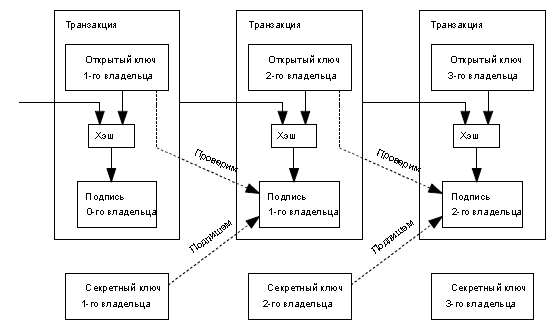 Транзакция
Открытый ключ
1-го владельца
Хэш
Подпись
0-го владельца
Транзакция
Открытый ключ
2-го владельца
Хэш
Подпись
1-го владельца
Транзакция
Открытый ключ
3-го владельца
Хэш
Подпись
2-го владельца
Проверим
Проверим
Подпишем
Подпишем
Секретный ключ
1-го владельца
Секретный ключ
2-го владельца
Секретный ключ
3-го владельца